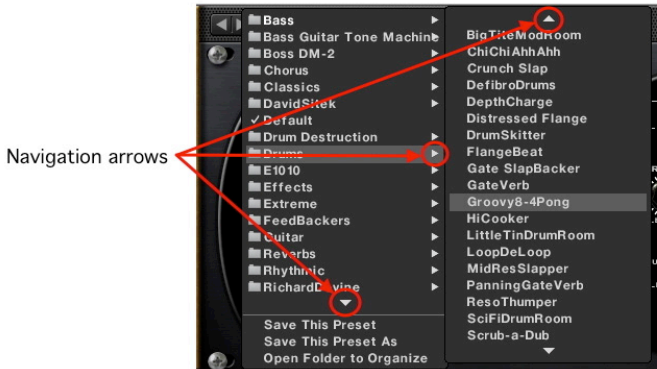 Bass
Bass Guitar Tone Machine
Boss DM-2
Chorus
Classics
DavidSitek
Default
Drum Destruction
Drums
E1010
Effects
Extreme
FeedBackers
Guitar
Reverbs
Rhythmic
RichardDevine
Save This Preset
Save This Preset As
Open Folder to Organize
BigTiteModRoom
ChiChiAhhAhh
Crunch Slap
DefibroDrums
DepthCharge
Distressed Flange
DrumSkitter
FlangeBeat
Gate SlapBacker
GateVerb
Groovy8-4Pong
HiCooker
LittleTinDrumRoom
LoopDeLoop
MidResSlapper
PanningGateVerb
ResoThumper
SciFiDrumRoom
Scrub-a-Dub
Navigation arrows